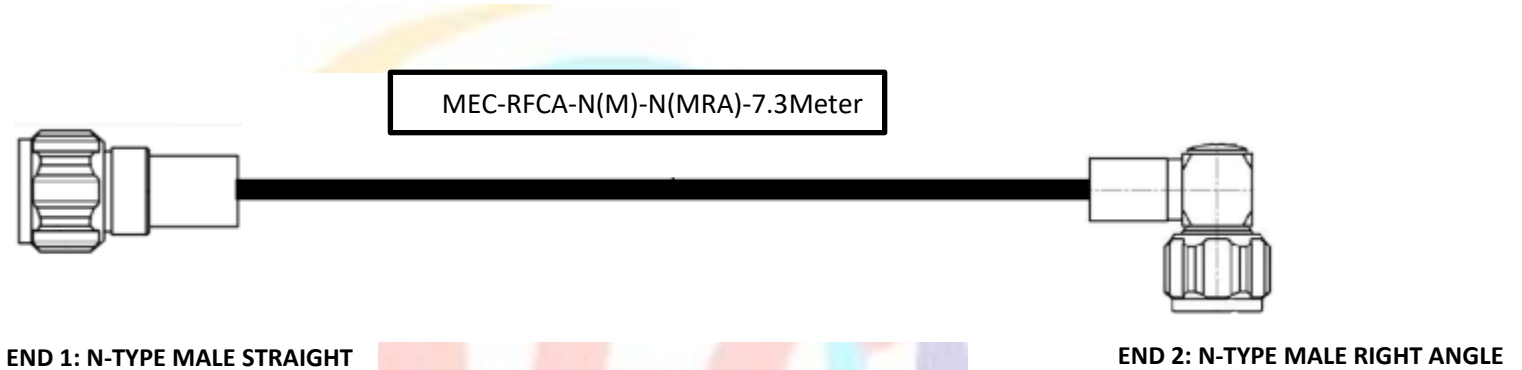 MEC-RFCA-N(M)-N(MRA)-7.3Meter
END 1: N-TYPE MALE STRAIGHT
END 2: N-TYPE MALE RIGHT ANGLE